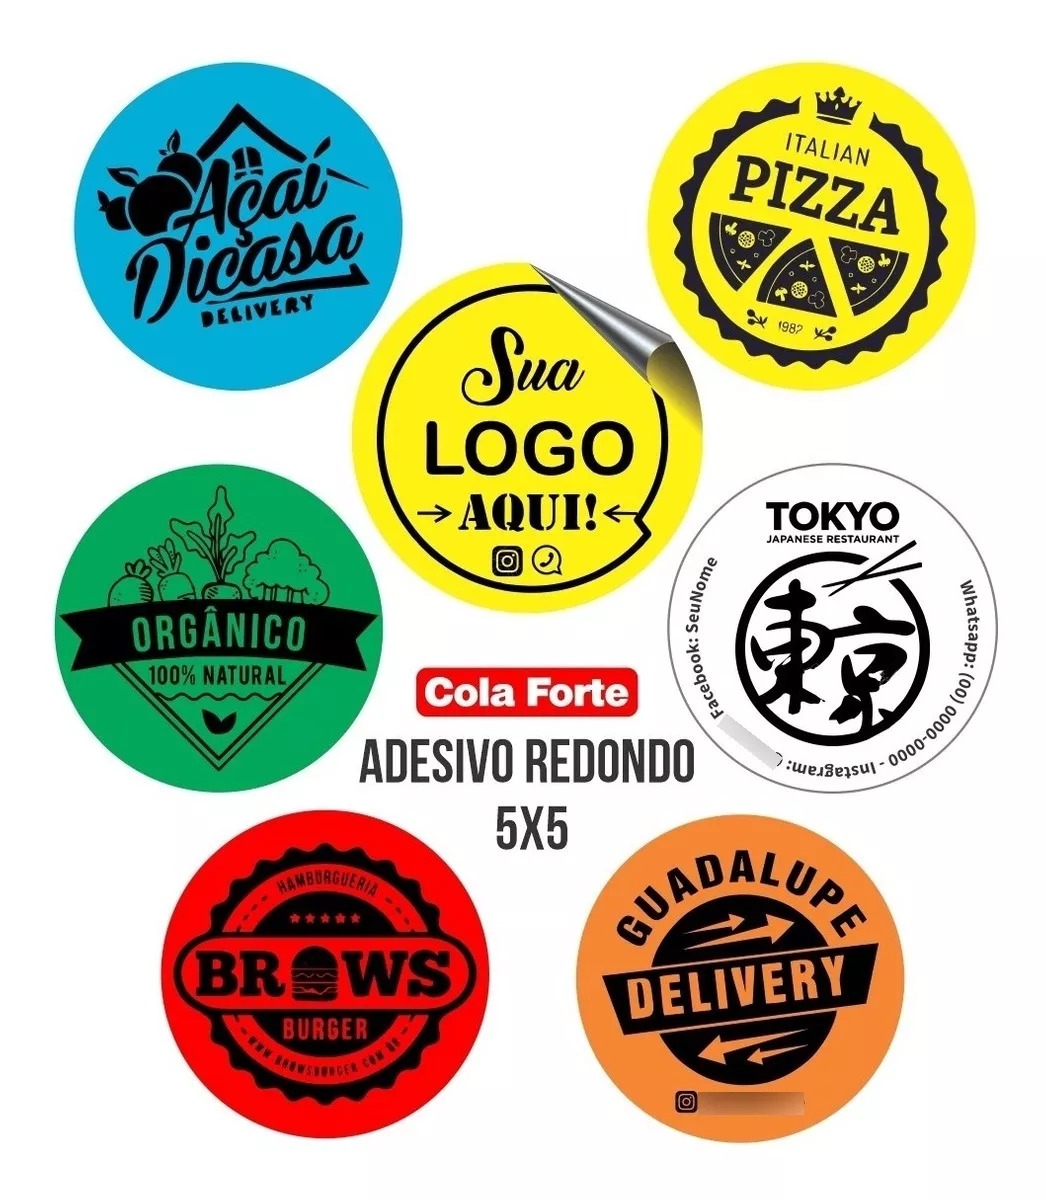 Açaí
Dicasa
DELIVERY
ITALIAN
PIZZA
1982
Sua
LOGO
AQUI!
ORGÂNICO
100% NATURAL
TOKYO
JAPANESE RESTAURANT
東京
Facebook: SeuNome
Whatsapp: (00) 0000-0000 - Instagram:
Cola Forte
ADESIVO REDONDO
5X5
HAMBURGUERIA
BROWS
BURGER
WWW.BROWSBURGER.COM.BR
GUADALUPE
DELIVERY